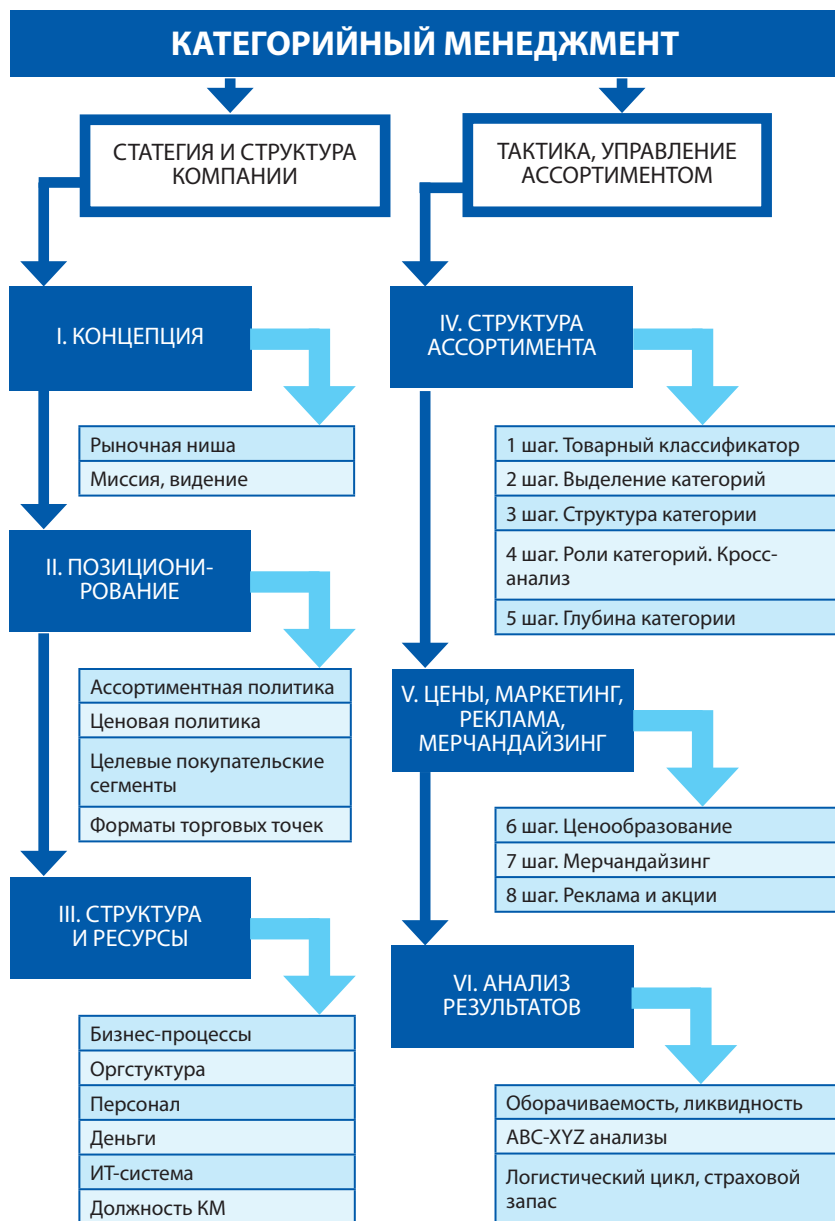 КАТЕГОРИЙНЫЙ МЕНЕДЖМЕНТ
СТАТЕГИЯ И СТРУКТУРА
КОМПАНИИ
I. КОНЦЕПЦИЯ
Рыночная ниша
Миссия, видение
II. ПОЗИЦИОНИ-
РОВАНИЕ
Ассортиментная политика
Ценовая политика
Целевые покупательские
сегменты
Форматы торговых точек
III. СТРУКТУРА
И РЕСУРСЫ
Бизнес-процессы
Оргстуктура
Персонал
Деньги
ИТ-система
Должность КМ
ТАКТИКА, УПРАВЛЕНИЕ
АССОРТИМЕНТОМ
IV. СТРУКТУРА
АССОРТИМЕНТА
1 шаг. Товарный классификатор
2 шаг. Выделение категорий
3 шаг. Структура категории
4 шаг. Роли категорий. Кросс-
анализ
5 шаг. Глубина категории
V. ЦЕНЫ, МАРКЕТИНГ,
РЕКЛАМА,
МЕРЧАНДАЙЗИНГ
6 шаг. Ценообразование
7 шаг. Мерчандайзинг
8 шаг. Реклама и акции
VI. АНАЛИЗ
РЕЗУЛЬТАТОВ
Оборачиваемость, ликвидность
ABC-XYZ анализы
Логистический цикл, страховой
запас